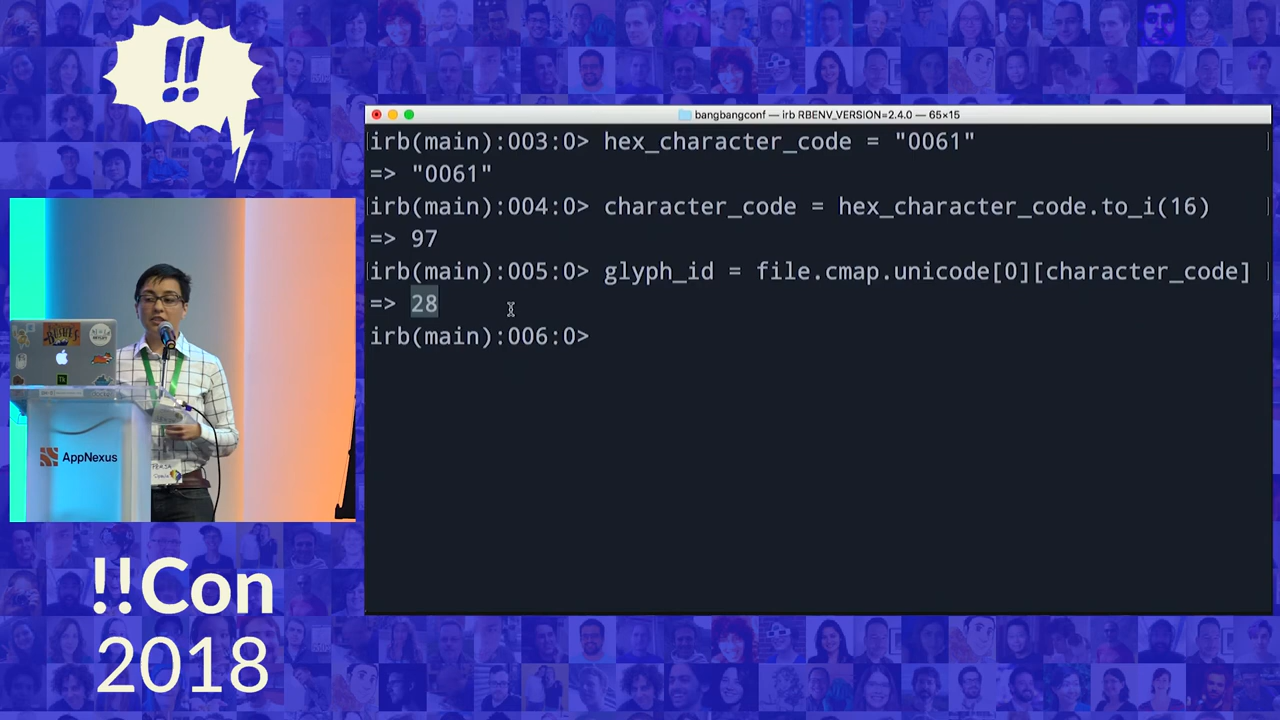 !!
bangbangconf — irb RBENV_VERSION=2.4.0 — 65×15
irb(main):003:0> hex_character_code = "0061"
=> "0061"
irb(main):004:0> character_code = hex_character_code.to_i(16)
=> 97
irb(main):005:0> glyph_id = file.cmap.unicode[0][character_code]
=> 28
irb(main):006:0>
AppNexus
!!Con
2018